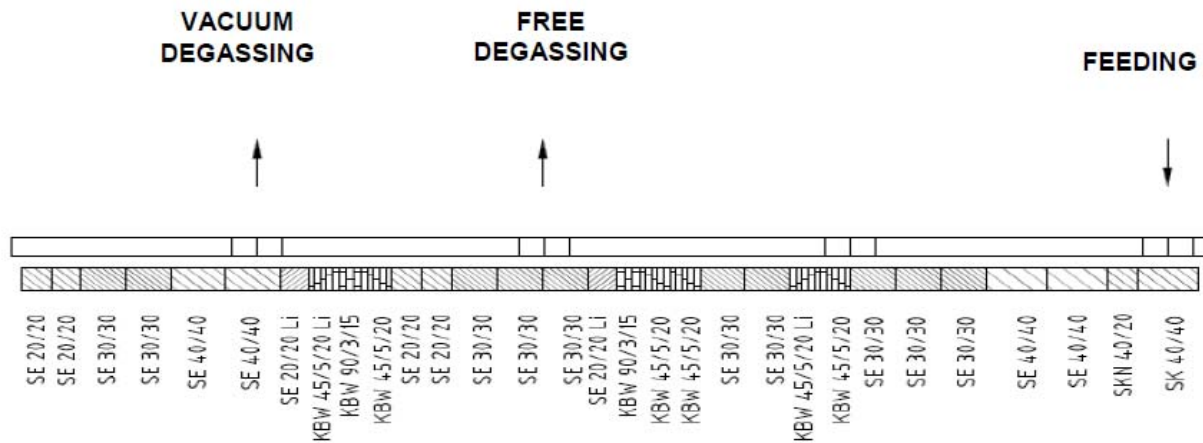 VACUUM
DEGASSING
FREE
DEGASSING
FEEDING
SE 20/20
SE 20/20
SE 30/30
SE 30/30
SE 40/40
SE 40/40
SE 20/20 Li
KBW 45/5/20 Li
KBW 90/3/15
KBW 45/5/20
SE 20/20
SE 20/20
SE 30/30
SE 30/30
SE 30/30
SE 20/20 Li
KBW 90/3/15
KBW 45/5/20
KBW 45/5/20
SE 30/30
SE 30/30
KBW 45/5/20 Li
KBW 45/5/20
SE 30/30
SE 30/30
SE 30/30
SE 40/40
SE 40/40
SKN 40/20
SK 40/40